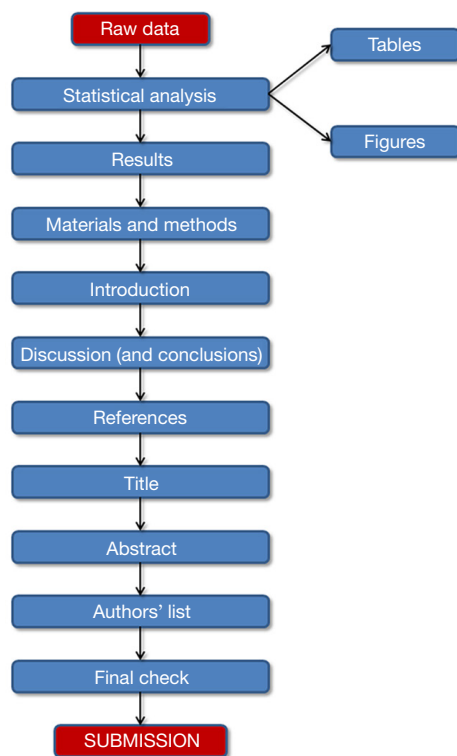 Raw data
Tables
Statistical analysis
Figures
Results
Materials and methods
Introduction
Discussion (and conclusions)
References
Title
Abstract
Authors’ list
Final check
SUBMISSION